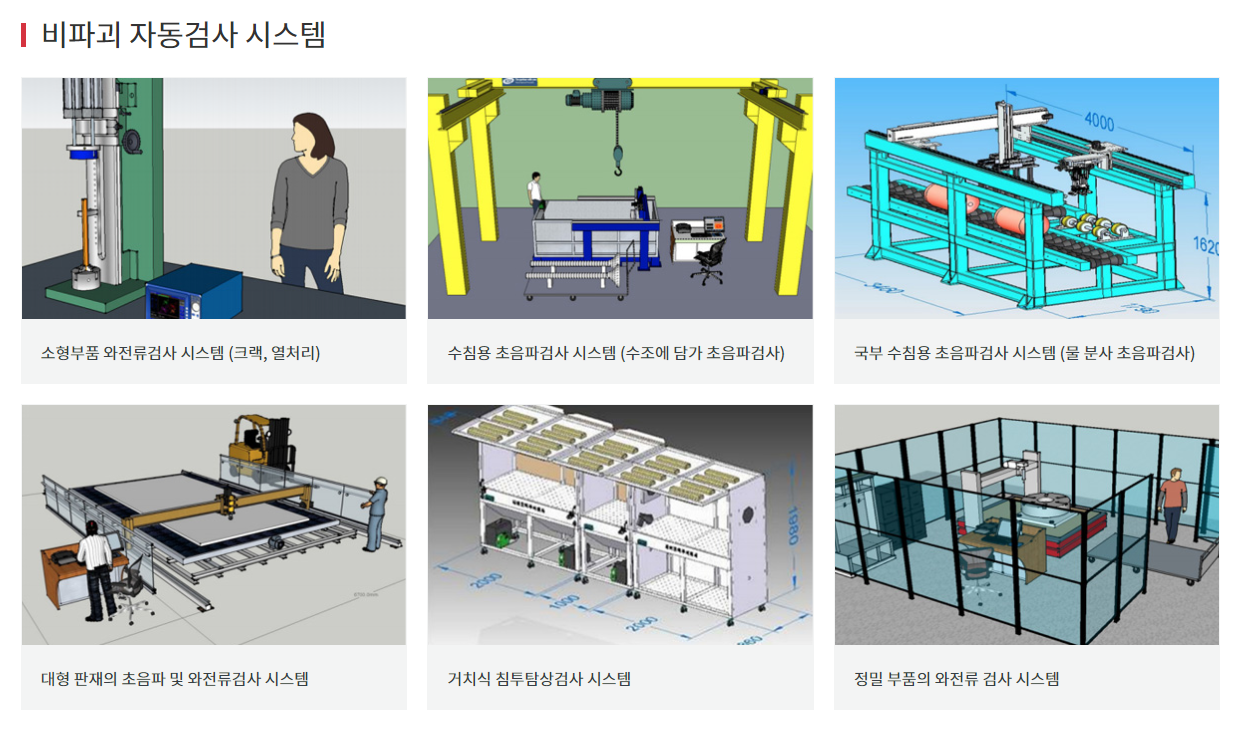 비파괴 자동검사 시스템
4000
1620
소형부품 와전류검사 시스템 (크랙, 열처리)
수침용 초음파검사 시스템 (수조에 담가 초음파검사)
국부 수침용 초음파검사 시스템 (물 분사 초음파검사)
1980
2000
1000
2000
대형 판재의 초음파 및 와전류검사 시스템
거치식 침투탐상검사 시스템
정밀 부품의 와전류 검사 시스템